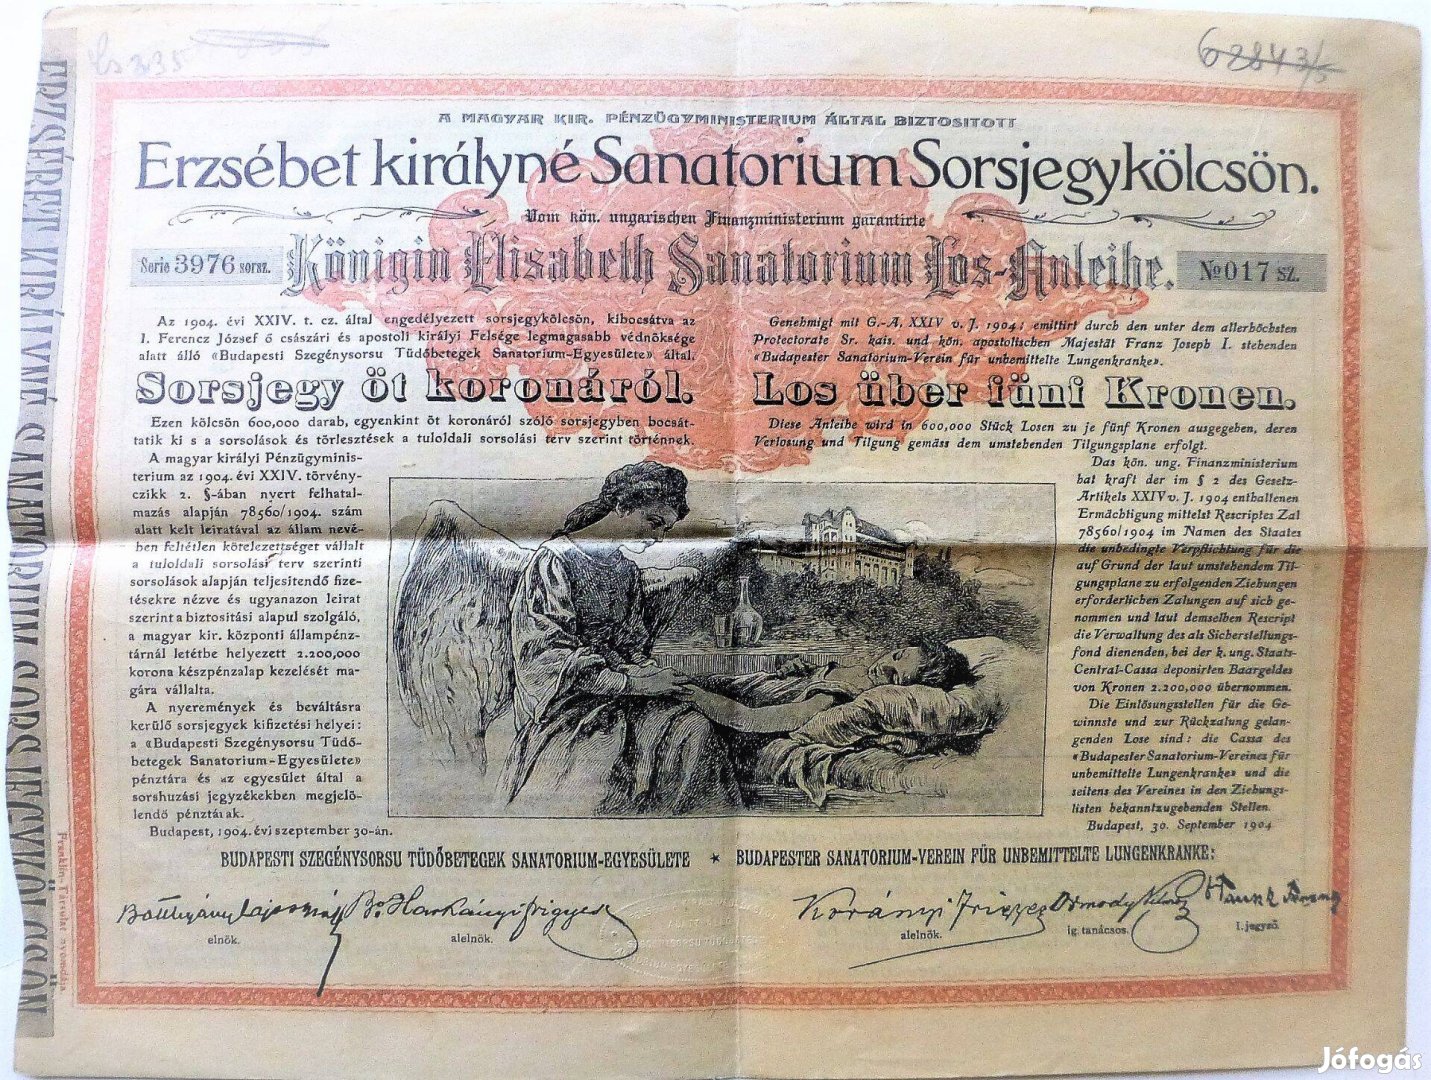 62843/5
A MAGYAR KIR. PÉNZÜGYMINISTERIUM ÁLTAL BIZTOSITOTT
Erzsébet királyné Sanatorium Sorsjegykölcsön.
Vom kön. ungarischen Finanzministerium garantirte
Königin Elisabeth Sanatorium Los-Anleihe.
Serie 3976 sorsz.
No 017 sz.
Az 1904. évi XXIV. t. cz. által engedélyezett sorsjegykölcsön, kibocsátva az
I. Ferencz József ő császári és apostoli királyi Felsége legmagasabb védnöksége
alatt álló «Budapesti Szegénysorsu Tüdőbetegek Sanatorium-Egyesülete» által.
Sorsjegy öt koronáról.
Ezen kölcsön 600,000 darab, egyenkint öt koronáról szóló sorsjegyben bocsát-
tatik ki s a sorsolások és törlesztések a tuloldali sorsolási terv szerint történnek.
A magyar királyi Pénzügyminis-
terium az 1904. évi XXIV. törvény-
czikk 2. §-ában nyert felhatal-
mazás alapján 78560/1904. szám
alatt kelt leiratával az állam nevé-
ben feltétlen kötelezettséget vállalt
a tuloldali sorsolási terv szerinti
sorsolások alapján teljesitendő fize-
tésekre nézve és ugyanazon leirat
szerint a biztositási alapul szolgáló,
a magyar kir. központi állampénz-
tárnál letétbe helyezett 2.200,000
korona készpénzalap kezelését ma-
gára vállalta.
A nyeremények és beváltásra
kerülő sorsjegyek kifizetési helyei:
a «Budapesti Szegénysorsu Tüdő-
betegek Sanatorium-Egyesülete»
pénztára és az egyesület által a
sorshuzási jegyzékekben megjelö-
lendő pénztárak.
Budapest, 1904. évi szeptember 30-án.
Genehmigt mit G.-A. XXIV v. J. 1904; emittirt durch den unter dem allerhöchsten
Protectorate Sr. kais. und kön. apostolischen Majestät Franz Joseph I. stehenden
«Budapester Sanatorium-Verein für unbemittelte Lungenkranke».
Los über fünf Kronen.
Diese Anleihe wird in 600,000 Stück Losen zu je fünf Kronen ausgegeben, deren
Verlosung und Tilgung gemäss dem umstehenden Tilgungsplane erfolgt.
Das kön. ung. Finanzministerium
hat kraft der im § 2 des Gesetz-
Artikels XXIV v. J. 1904 enthaltenen
Ermächtigung mittelst Rescriptes Zal
78560/1904 im Namen des Staates
die unbedingte Verpflichtung für die
auf Grund der laut umstehendem Til-
gungsplane zu erfolgenden Ziehungen
erforderlichen Zalungen auf sich ge-
nommen und laut demselben Rescript
die Verwaltung des als Sicherstellungs-
fond dienenden, bei der k. ung. Staats-
Central-Cassa deponirten Baargeldes
von Kronen 2.200,000 übernommen.
Die Einlösungsstellen für die Ge-
winnste und zur Rückzalung gelan-
genden Lose sind: die Cassa des
«Budapester Sanatorium-Vereines für
unbemittelte Lungenkranke» und die
seitens des Vereines in den Ziehungs-
listen bekanntzugebenden Stellen.
Budapest, 30. September 1904
BUDAPESTI SZEGÉNYSORSU TÜDŐBETEGEK SANATORIUM-EGYESÜLETE ★ BUDAPESTER SANATORIUM-VEREIN FÜR UNBEMITTELTE LUNGENKRANKE:
Batthyány Lajos
Br. Harkányi Frigyes
Korányi Frigyes
elnök.
alelnök.
alelnök.
ig. tanácsos.
I. jegyző.
Franklin-Társulat nyomdája
Jófogás